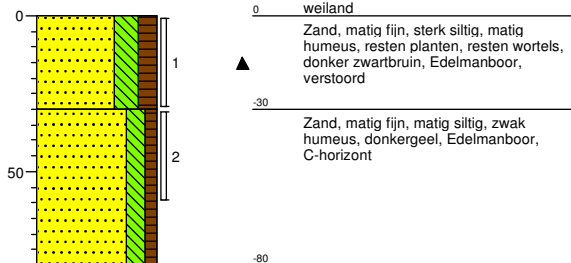 0
50
1
2
0
weiland
Zand, matig fijn, sterk siltig, matig
humeus, resten planten, resten wortels,
donker zwartbruin, Edelmanboor,
verstoord
-30
Zand, matig fijn, matig siltig, zwak
humeus, donkergeel, Edelmanboor,
C-horizont
-80